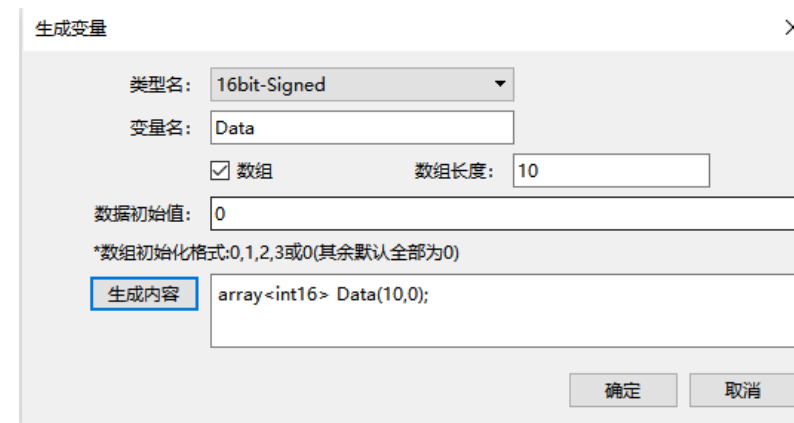 生成变量
类型名： 16bit-Signed
变量名： Data
数组 数组长度： 10
数据初始值： 0
*数组初始化格式:0,1,2,3或0(其余默认全部为0)
生成内容 array<int16> Data(10,0);
确定 取消